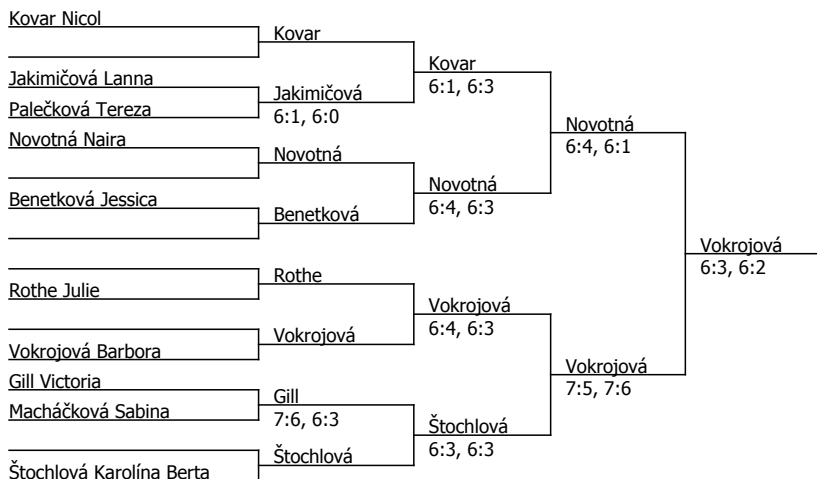 Kovar Nicol
Kovar
Kovar
6:1, 6:3
Jakimičová Lanna
Jakimičová
6:1, 6:0
Palečková Tereza
Novotná
6:4, 6:1
Novotná Naira
Novotná
Novotná
6:4, 6:3
Benetková Jessica
Benetková
Vokrojová
6:3, 6:2
Rothe
Rothe Julie
Vokrojová
6:4, 6:3
Vokrojová
Vokrojová Barbora
Vokrojová
7:5, 7:6
Gill Victoria
Gill
7:6, 6:3
Macháčková Sabina
Štochlová
6:3, 6:3
Štochlová
Štochlová Karolína Berta